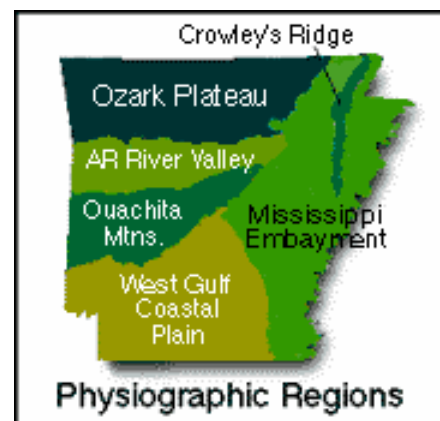 Crowley's Ridge
Ozark Plateau
AR River Valley
Ouachita
Mtns.
Mississippi
Embayment
West Gulf
Coastal
Plain
Physiographic Regions